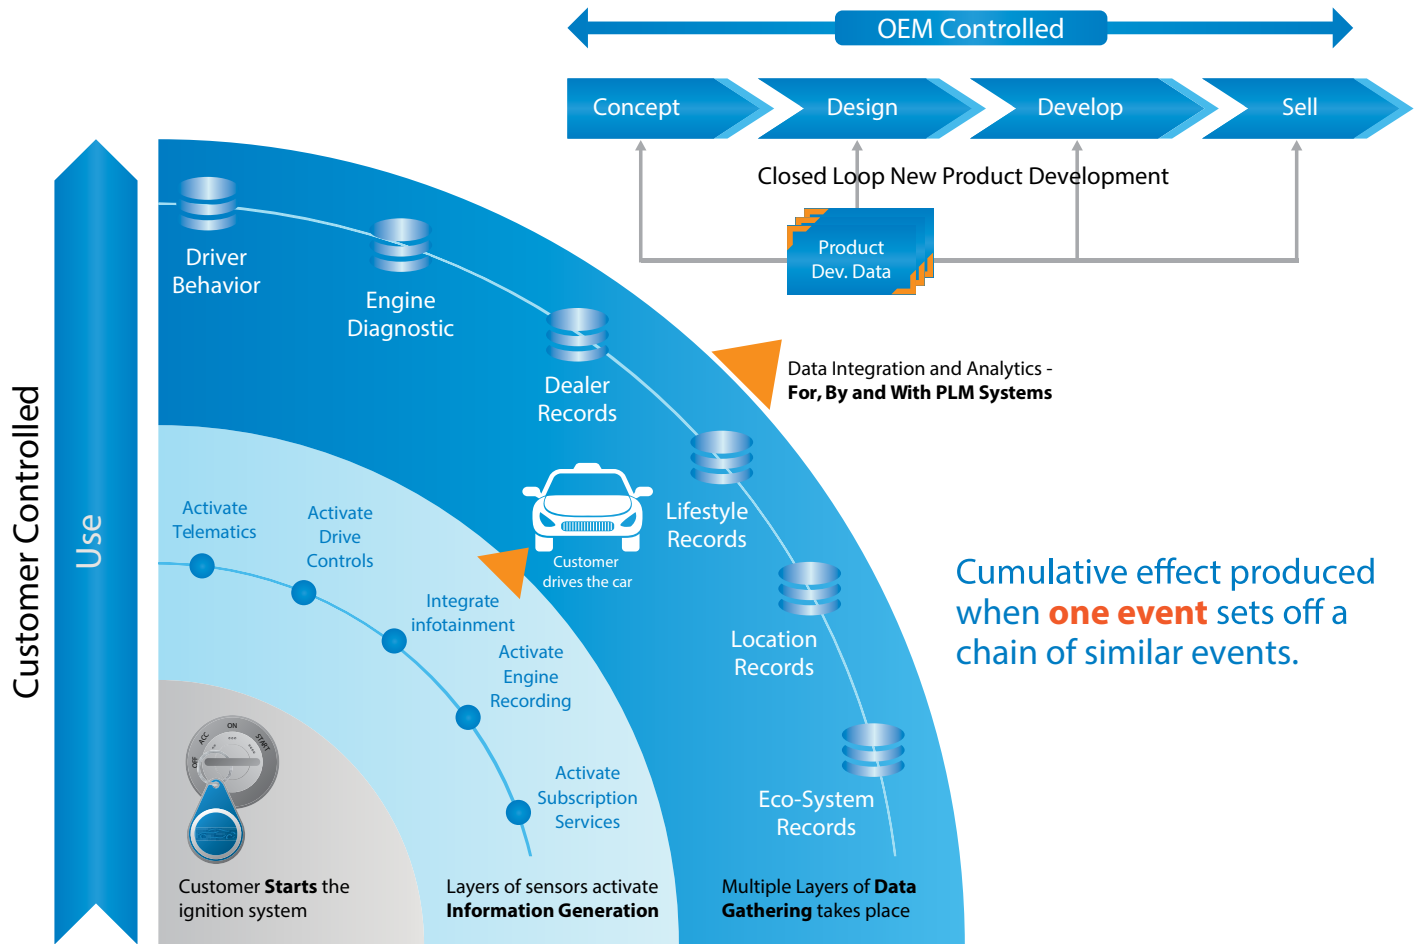 OEM Controlled
Concept
Design
Develop
Sell
Closed Loop New Product Development
Product
Dev. Data
Data Integration and Analytics -
For, By and With PLM Systems
Customer Controlled
Use
Driver
Behavior
Engine
Diagnostic
Dealer
Records
Lifestyle
Records
Location
Records
Eco-System
Records
Customer
drives the car
Activate
Telematics
Activate
Drive
Controls
Integrate
infotainment
Activate
Engine
Recording
Activate
Subscription
Services
OFF
ACC
ON
START
Customer Starts the
ignition system
Layers of sensors activate
Information Generation
Multiple Layers of Data
Gathering takes place
Cumulative effect produced
when one event sets off a
chain of similar events.